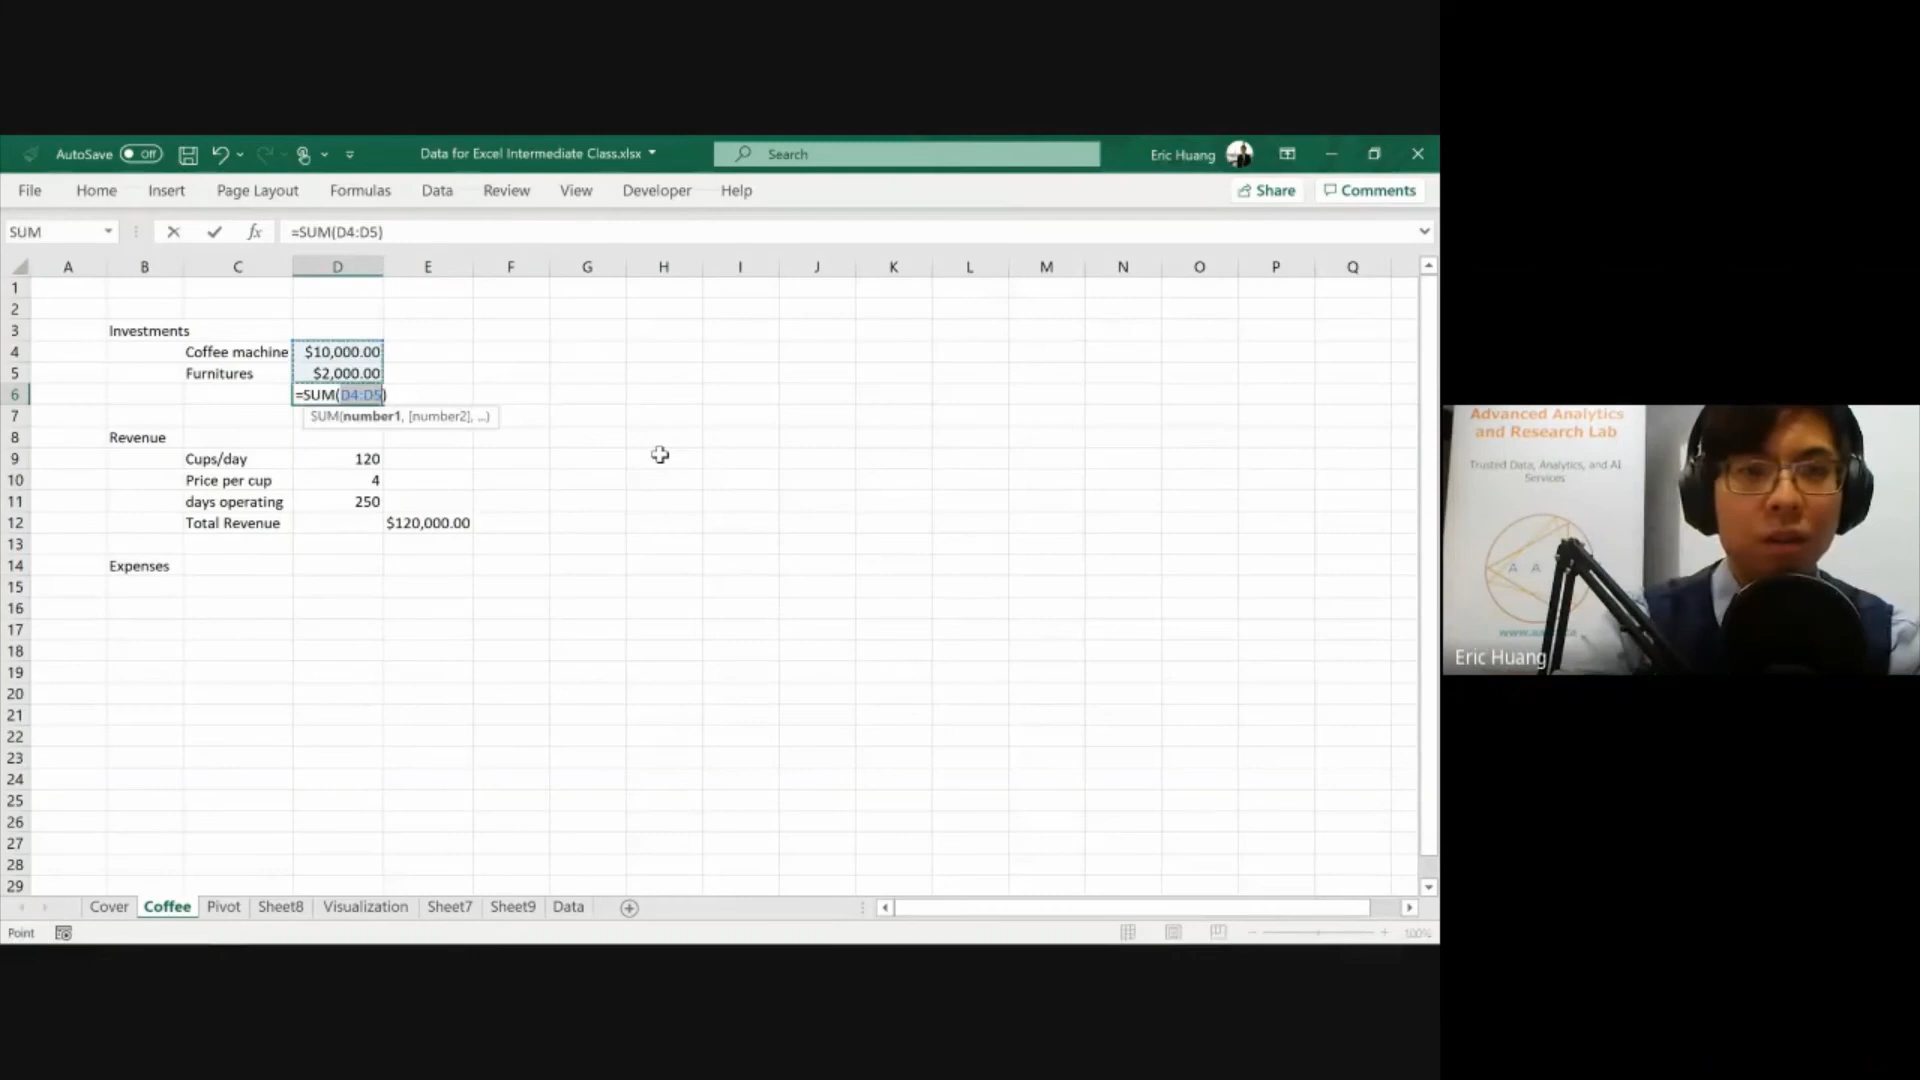 AutoSave Off Data for Excel Intermediate Class.xlsx Search Eric Huang
File Home Insert Page Layout Formulas Data Review View Developer Help Share Comments
SUM fx =SUM(D4:D5)
A B C D E F G H I J K L M N O P Q
1
2
3 Investments
4 Coffee machine $10,000.00
5 Furnitures $2,000.00
6 =SUM(D4:D5)
7 SUM(number1, [number2], ...)
8 Revenue
9 Cups/day 120
10 Price per cup 4
11 days operating 250
12 Total Revenue $120,000.00
13
14 Expenses
15
16
17
18
19
20
21
22
23
24
25
26
27
28
29
Cover Coffee Pivot Sheet8 Visualization Sheet7 Sheet9 Data
Point 100%
Advanced Analytics
and Research Lab
Trusted Data, Analytics, and AI
Services
A A
Eric Huang